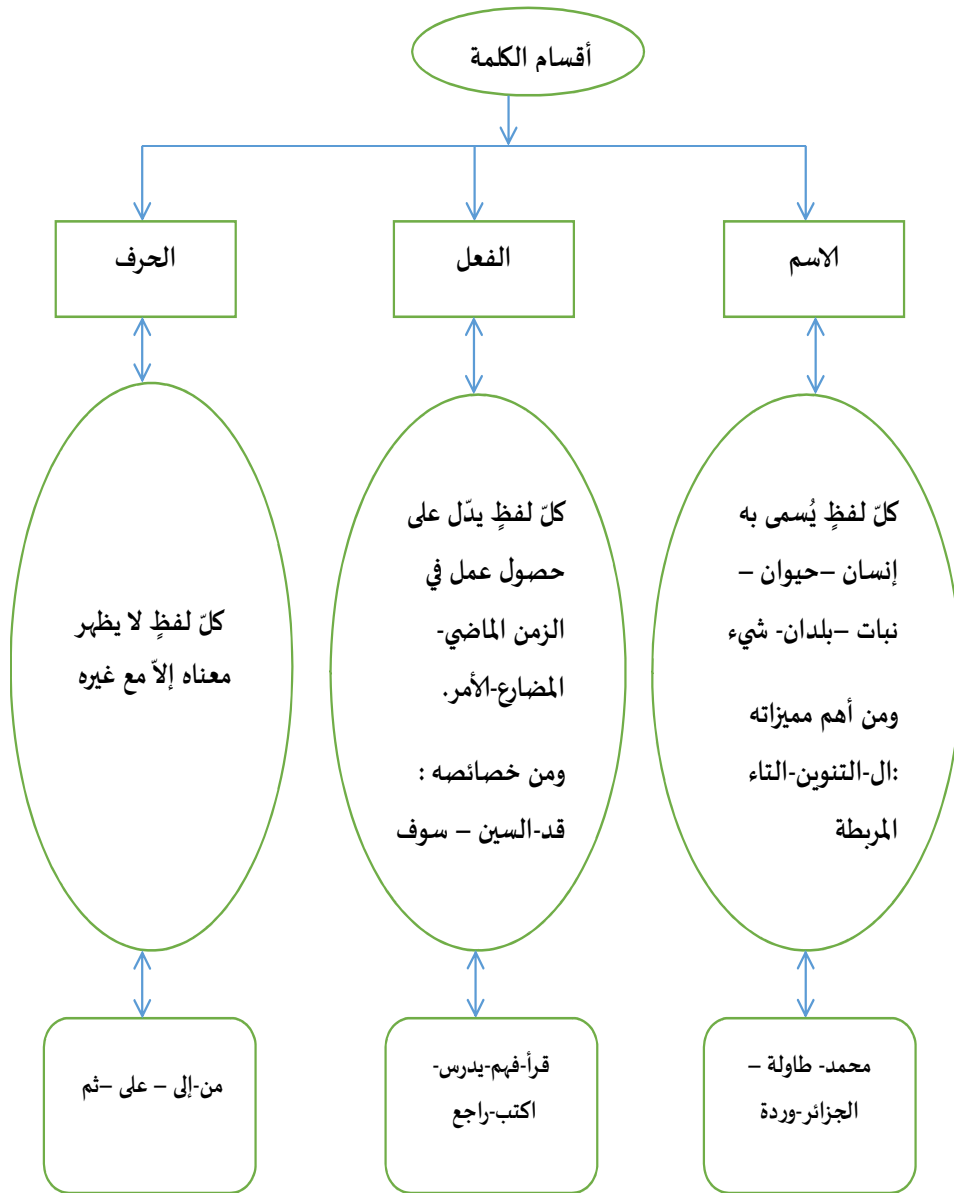 أقسام الكلمة
الاسم
الفعل
الحرف
كلّ لفظٍ يُسمى به
إنسان –حيوان –
نبات –بلدان- شيء
ومن أهم مميزاته
:ال-التنوين-التاء
المربطة
كلّ لفظٍ يدّل على
حصول عمل في
الزمن الماضي-
المضارع-الأمر.
ومن خصائصه :
قد-السين – سوف
كلّ لفظٍ لا يظهر
معناه إلاّ مع غيره
محمد- طاولة –
الجزائر-وردة
قرأ-فهم-يدرس-
اكتب-راجع
من-إلى – على –ثم